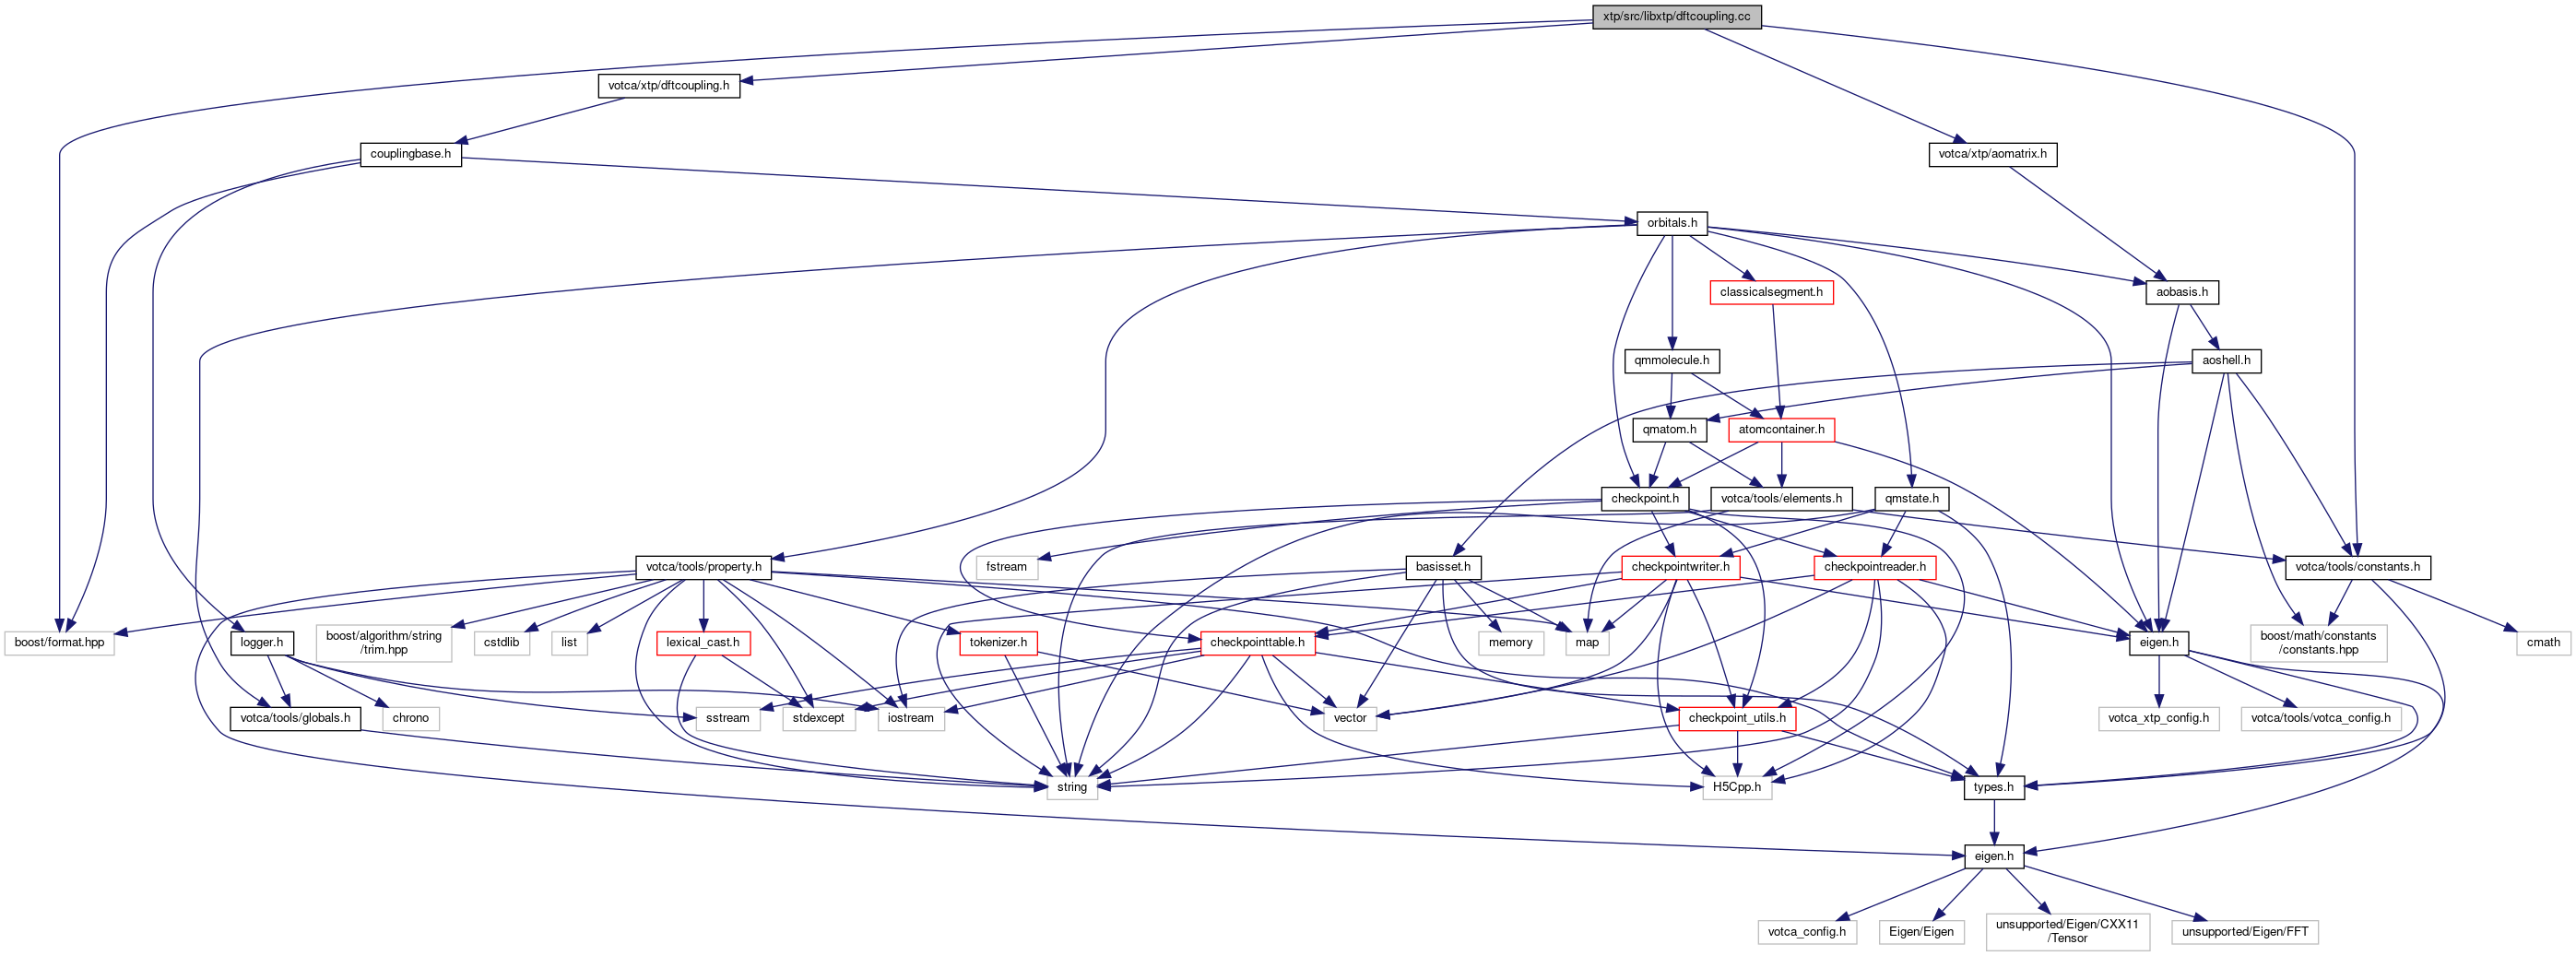 xtp/src/libxtp/dftcoupling.cc
votca/xtp/dftcoupling.h
couplingbase.h
votca/xtp/aomatrix.h
orbitals.h
classicalsegment.h
aobasis.h
qmmolecule.h
aoshell.h
qmatom.h
atomcontainer.h
checkpoint.h
votca/tools/elements.h
qmstate.h
votca/tools/property.h
fstream
basisset.h
checkpointwriter.h
checkpointreader.h
votca/tools/constants.h
boost/format.hpp
logger.h
boost/algorithm/string
/trim.hpp
cstdlib
list
lexical_cast.h
tokenizer.h
checkpointtable.h
memory
map
eigen.h
boost/math/constants
/constants.hpp
cmath
votca/tools/globals.h
chrono
sstream
stdexcept
iostream
vector
checkpoint_utils.h
votca_xtp_config.h
votca/tools/votca_config.h
string
H5Cpp.h
types.h
eigen.h
votca_config.h
Eigen/Eigen
unsupported/Eigen/CXX11
/Tensor
unsupported/Eigen/FFT